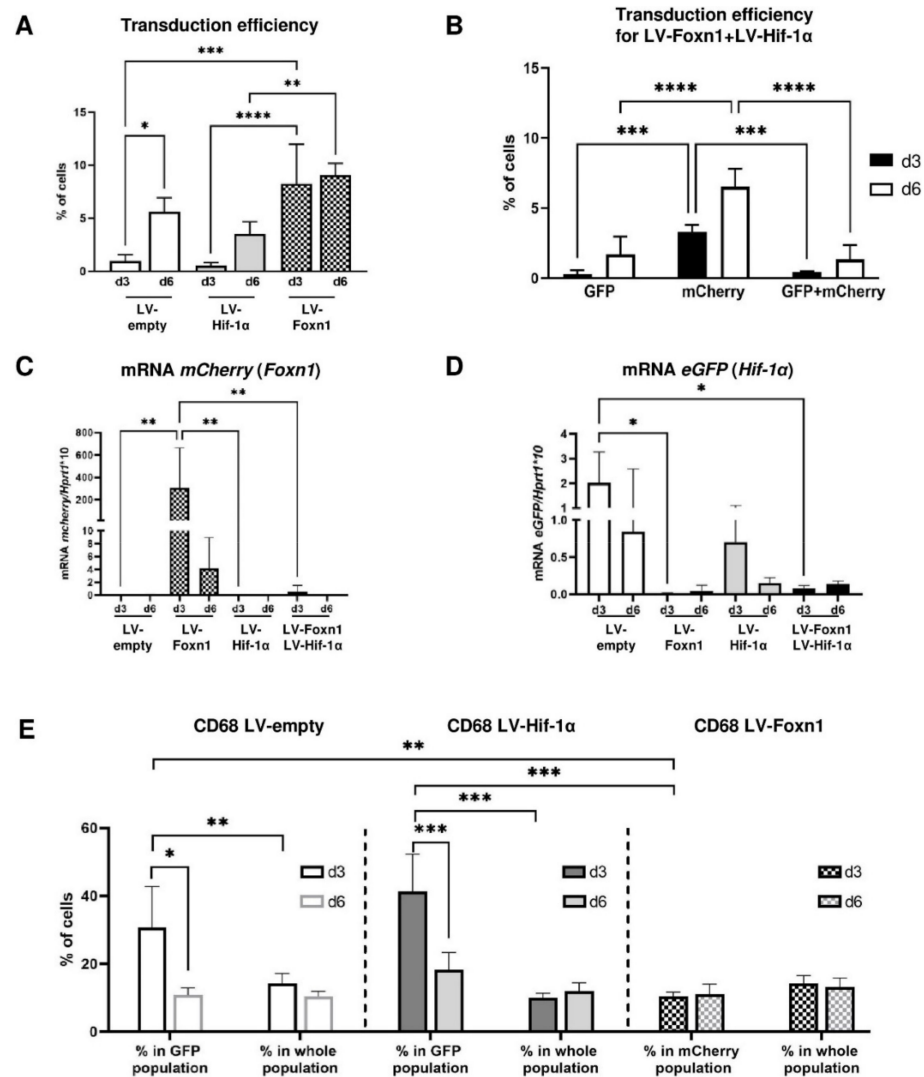 A
Transduction efficiency
***
**
*
****
% of cells
15
10
5
0
d3 d6 d3 d6 d3 d6
LV-empty
LV-Hif-1α
LV-Foxn1
B
Transduction efficiency
for LV-Foxn1+LV-Hif-1α
**** ****
*** ***
% of cells
15
10
5
0
GFP mCherry GFP+mCherry
d3
d6
C
mRNA mCherry (Foxn1)
**
** **
mRNA mcherry/Hprt1*10
800
600
400
200
10
8
6
4
2
0
d3 d6 d3 d6 d3 d6 d3 d6
LV-empty
LV-Foxn1
LV-Hif-1α
LV-Foxn1
LV-Hif-1α
D
mRNA eGFP (Hif-1α)
*
*
mRNA eGFP/Hprt1*10
4
3
2
1
1.0
0.5
0.0
d3 d6 d3 d6 d3 d6 d3 d6
LV-empty
LV-Foxn1
LV-Hif-1α
LV-Foxn1
LV-Hif-1α
E
CD68 LV-empty CD68 LV-Hif-1α CD68 LV-Foxn1
**
***
***
** ***
*
% of cells
60
40
20
0
d3
d6
d3
d6
d3
d6
% in GFP population
% in whole population
% in GFP population
% in whole population
% in mCherry population
% in whole population